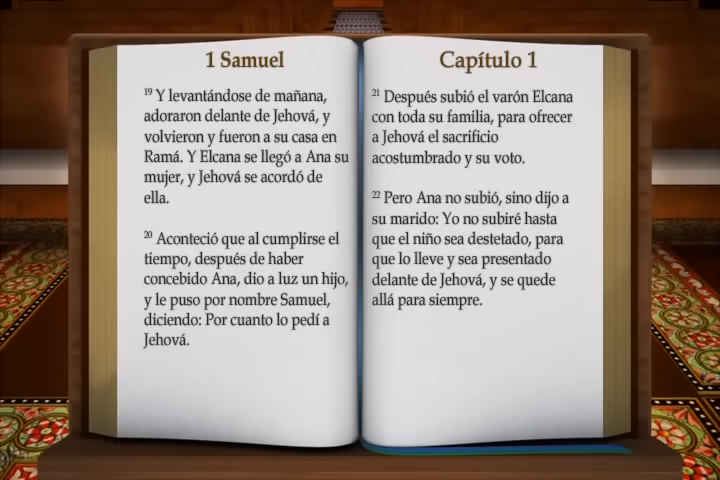 1 Samuel
19 Y levantándose de mañana,
adoraron delante de Jehová, y
volvieron y fueron a su casa en
Ramá. Y Elcana se llegó a Ana su
mujer, y Jehová se acordó de
ella.
20 Aconteció que al cumplirse el
tiempo, después de haber
concebido Ana, dio a luz un hijo,
y le puso por nombre Samuel,
diciendo: Por cuanto lo pedí a
Jehová.
Capítulo 1
21 Después subió el varón Elcana
con toda su familia, para ofrecer
a Jehová el sacrificio
acostumbrado y su voto.
22 Pero Ana no subió, sino dijo a
su marido: Yo no subiré hasta
que el niño sea destetado, para
que lo lleve y sea presentado
delante de Jehová, y se quede
allá para siempre.